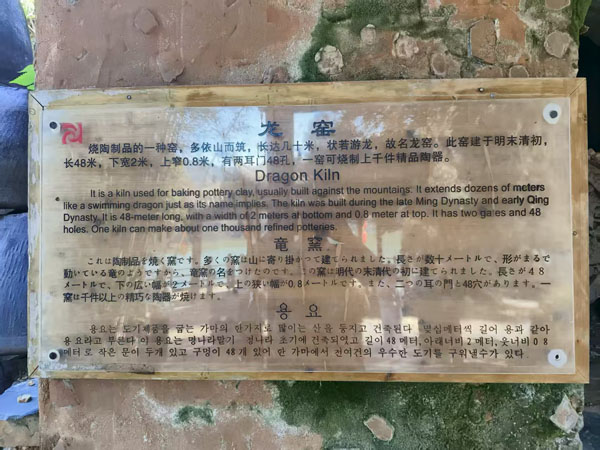 龙窑
烧陶制品的一种窑，多依山而筑，长达几十米，状若游龙，故名龙窑。此窑建于明末清初，
长48米，下宽2米，上窄0.8米，有两耳门48孔，一窑可烧制上千件精品陶器。
Dragon Kiln
It is a kiln used for baking pottery clay, usually built against the mountains. It extends dozens of meters
like a swimming dragon just as its name implies. The kiln was built during the late Ming Dynasty and early Qing
Dynasty. It is 48-meter long, with a width of 2 meters at bottom and 0.8 meter at top. It has two ga es and 48
holes. One kiln can make about one thousand refined potteries.
竜窯
これは陶制品を焼く窯です。多くの窯は山に寄り掛かって建てられました。長さが数十メートルで、形がまるで
動いている竜のようですから、竜窯の名をつけたのです。この窯は明代の末清代の初に建てられました。長さが48
メートルで、下の広い幅が2メートルで、上の狭い幅が0.8メートルです。また、二つの耳の門と48穴があります。一
窯は千件以上の精巧な陶器が焼けます。
용요
용요는 도기제품을 굽는 가마의 한가지로 많이는 산을 등지고 건축된다 몇십메터씩 길어 용과 같아
용요라고 부른다 이 용요는 명나라말기 청나라 초기에 건축되였고 길이 48메터, 아래너비 2메터, 웃너비 0 8
메터로 작은 문이 두개 있고 구멍이 48개 있어 한 가마에서 천여건의 우수한 도기를 구워낼수가 있다.